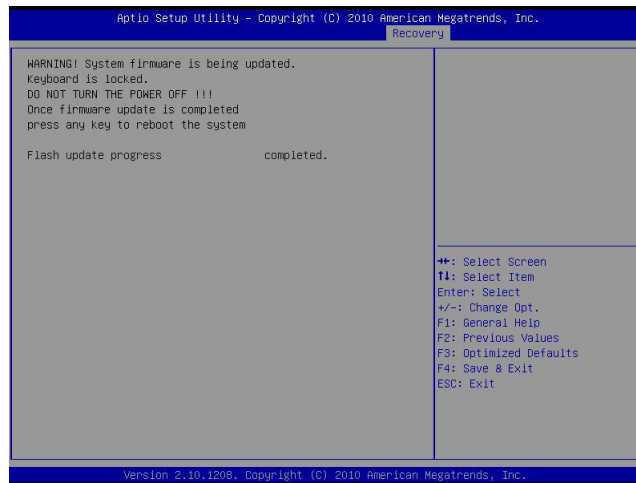 Aptio Setup Utility – Copyright (C) 2010 American Megatrends, Inc.
Recovery
WARNING! System firmware is being updated.
Keyboard is locked.
DO NOT TURN THE POWER OFF !!!
Once firmware update is completed
press any key to reboot the system
Flash update progress completed.
→←: Select Screen
↑↓: Select Item
Enter: Select
+/-: Change Opt.
F1: General Help
F2: Previous Values
F3: Optimized Defaults
F4: Save & Exit
ESC: Exit
Version 2.10.1208. Copyright (C) 2010 American Megatrends, Inc.